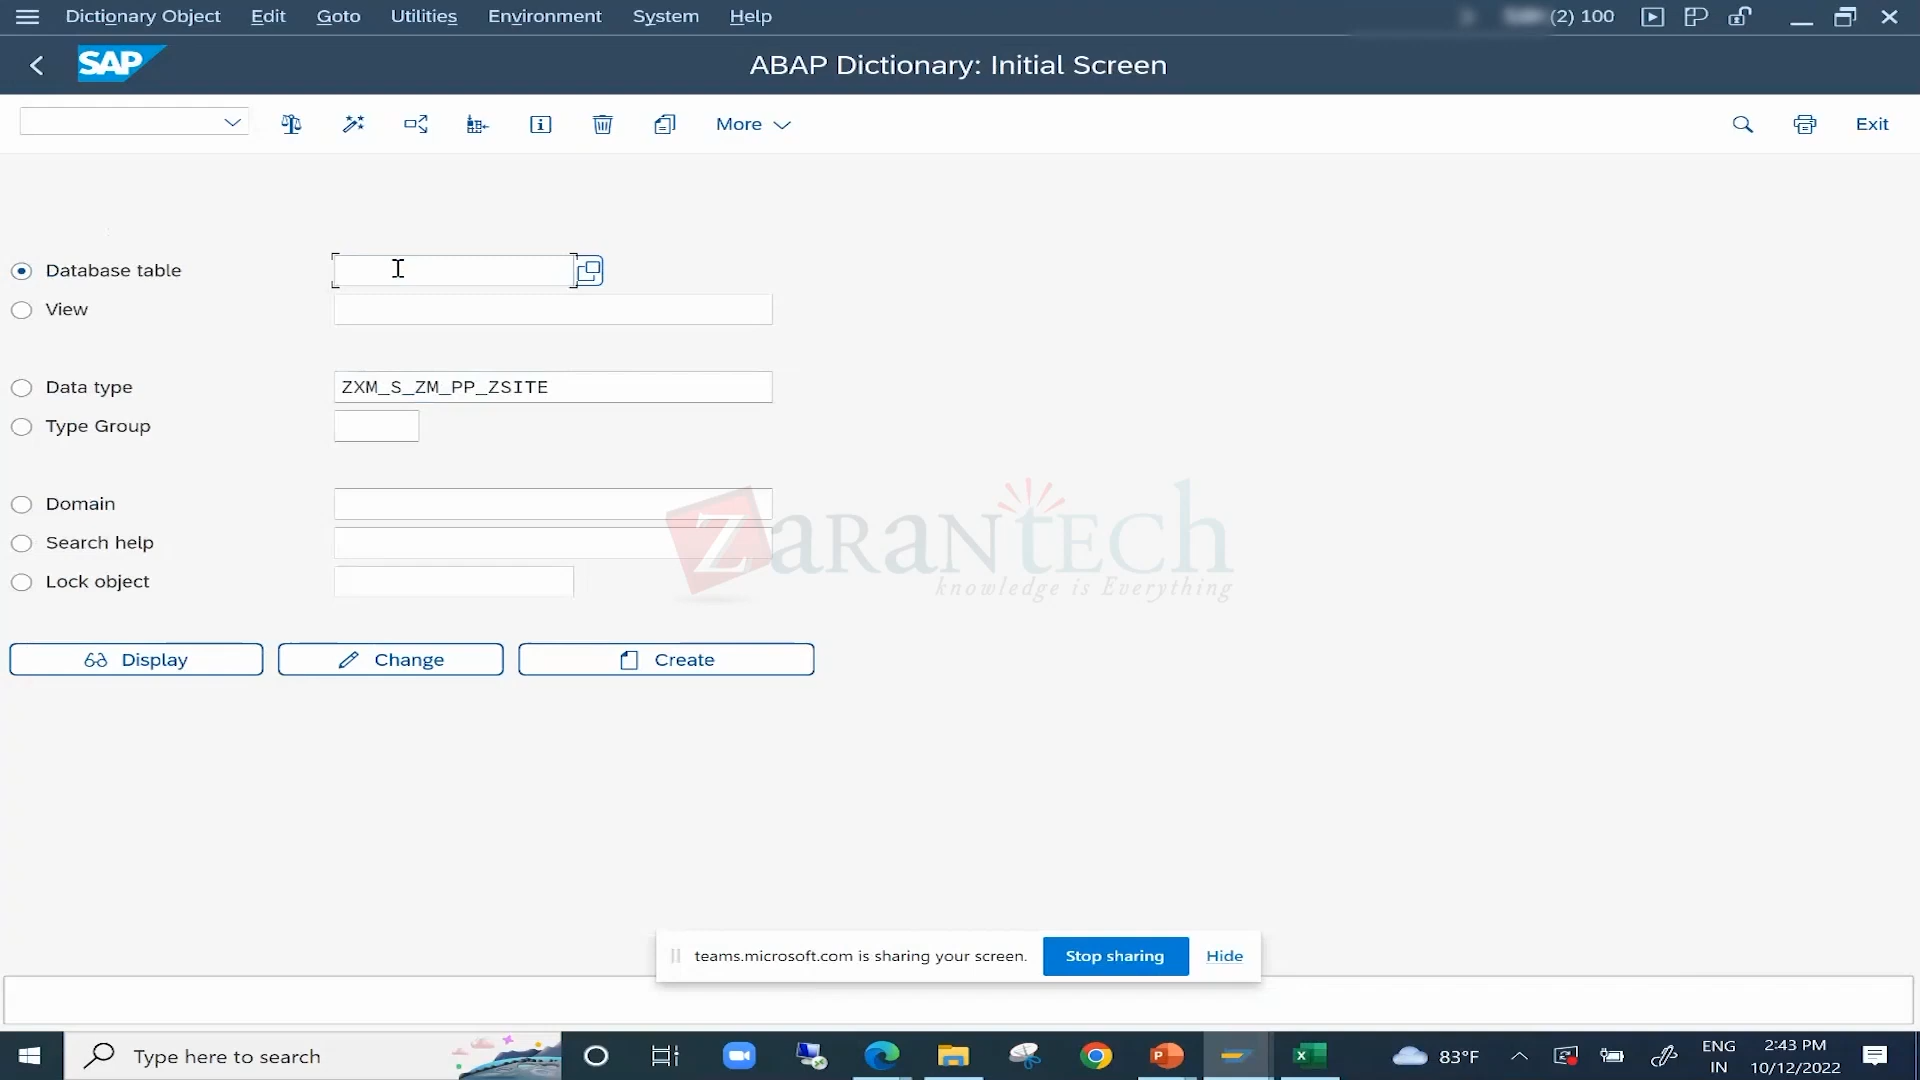 Dictionary Object Edit Goto Utilities Environment System Help (2) 100
SAP ABAP Dictionary: Initial Screen
More Exit
Database table
View
Data type ZXM_S_ZM_PP_ZSITE
Type Group
Domain
Search help
Lock object
zaranTech
knowledge is Everything
Display Change Create
teams.microsoft.com is sharing your screen. Stop sharing Hide
Type here to search 83°F ENG 2:43 PM
IN 10/12/2022